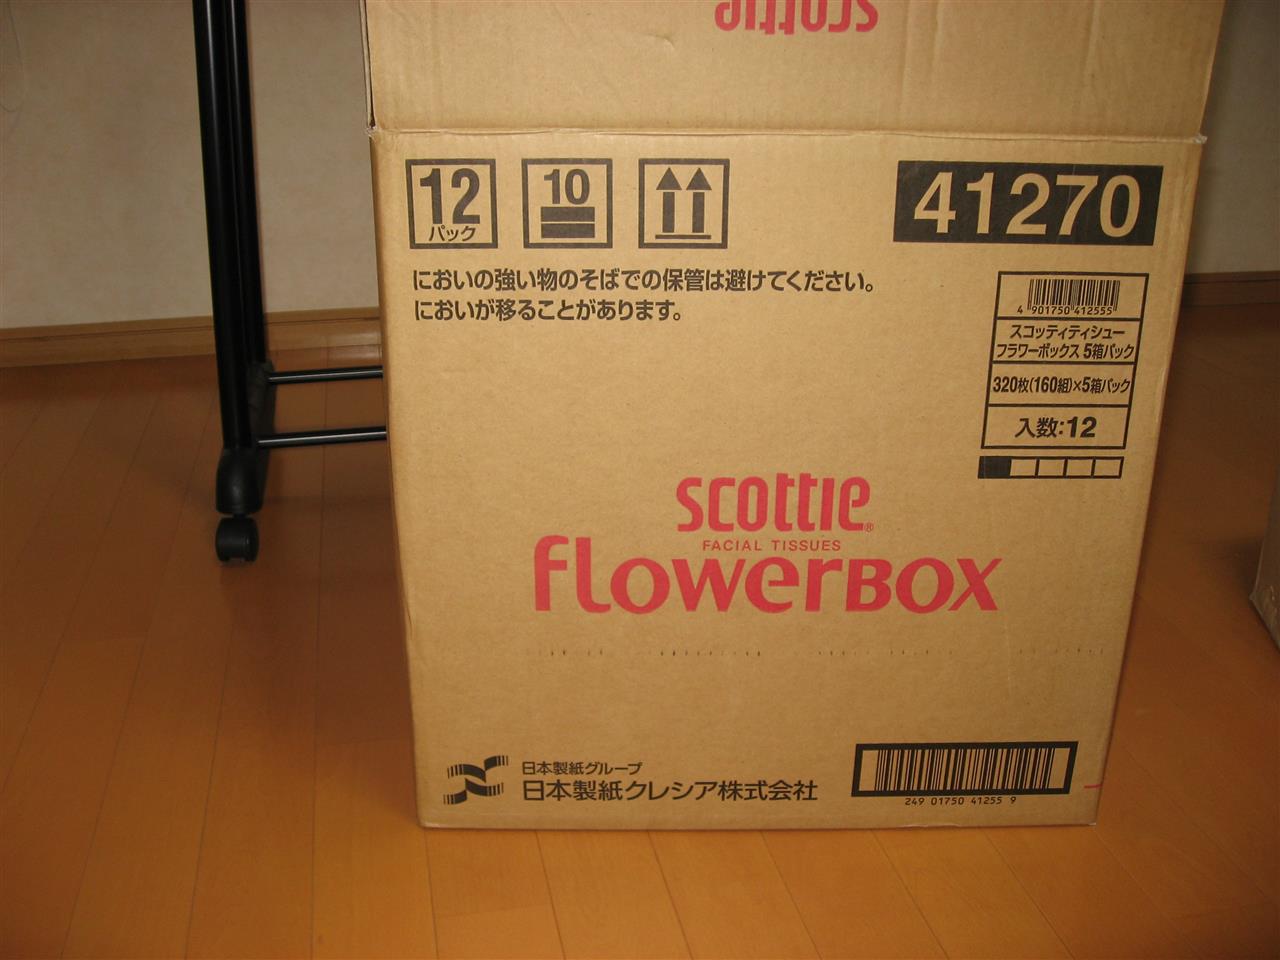 scottie
12
パック
10
41270
においの強い物のそばでの保管は避けてください。
においが移ることがあります。
4 901750 412555
スコッティティシュー
フラワーボックス 5箱パック
320枚(160組)×5箱パック
入数:12
scottie®
FACIAL TISSUES
flowerBOX
日本製紙グループ
日本製紙クレシア株式会社
249 01750 41255 9